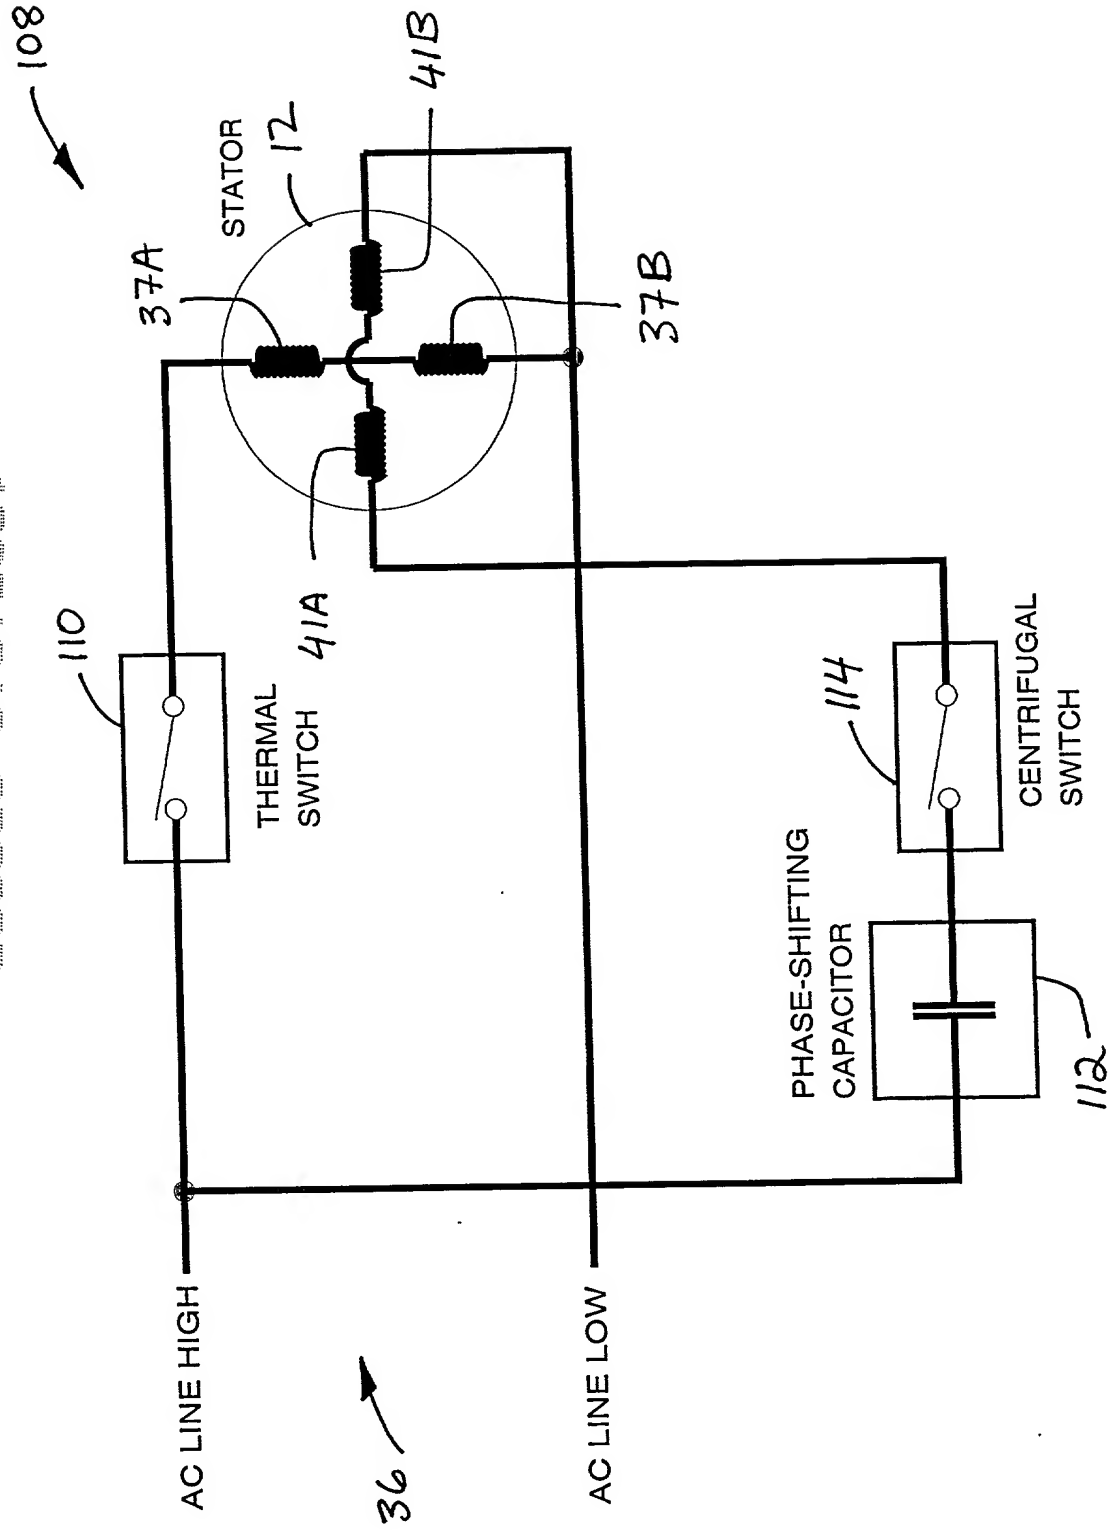 108
STATOR
12
41B
37A
37B
110
THERMAL
SWITCH
41A
114
CENTRIFUGAL
SWITCH
PHASE-SHIFTING
CAPACITOR
112
AC LINE HIGH
36
AC LINE LOW